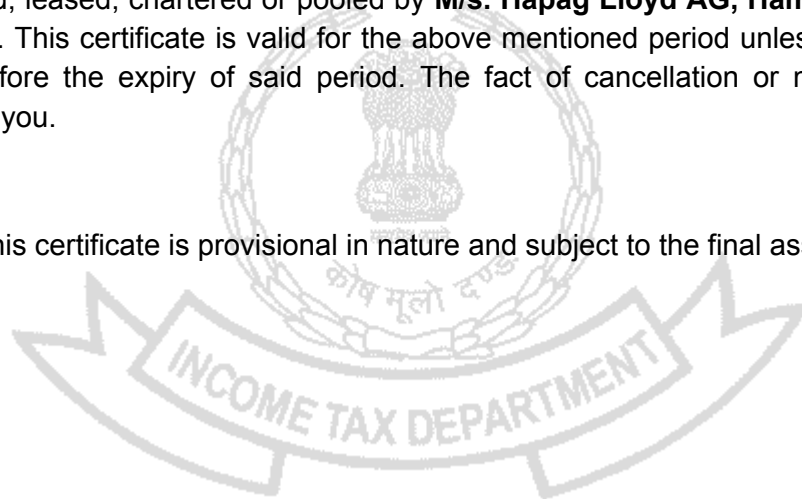 d, leased, chartered or pooled by M/s. Hapag Lloyd AG, Ham
. This certificate is valid for the above mentioned period unles
fore the expiry of said period. The fact of cancellation or r
you.
his certificate is provisional in nature and subject to the final as
कोष मूलो दण्डः
INCOME TAX DEPARTMENT